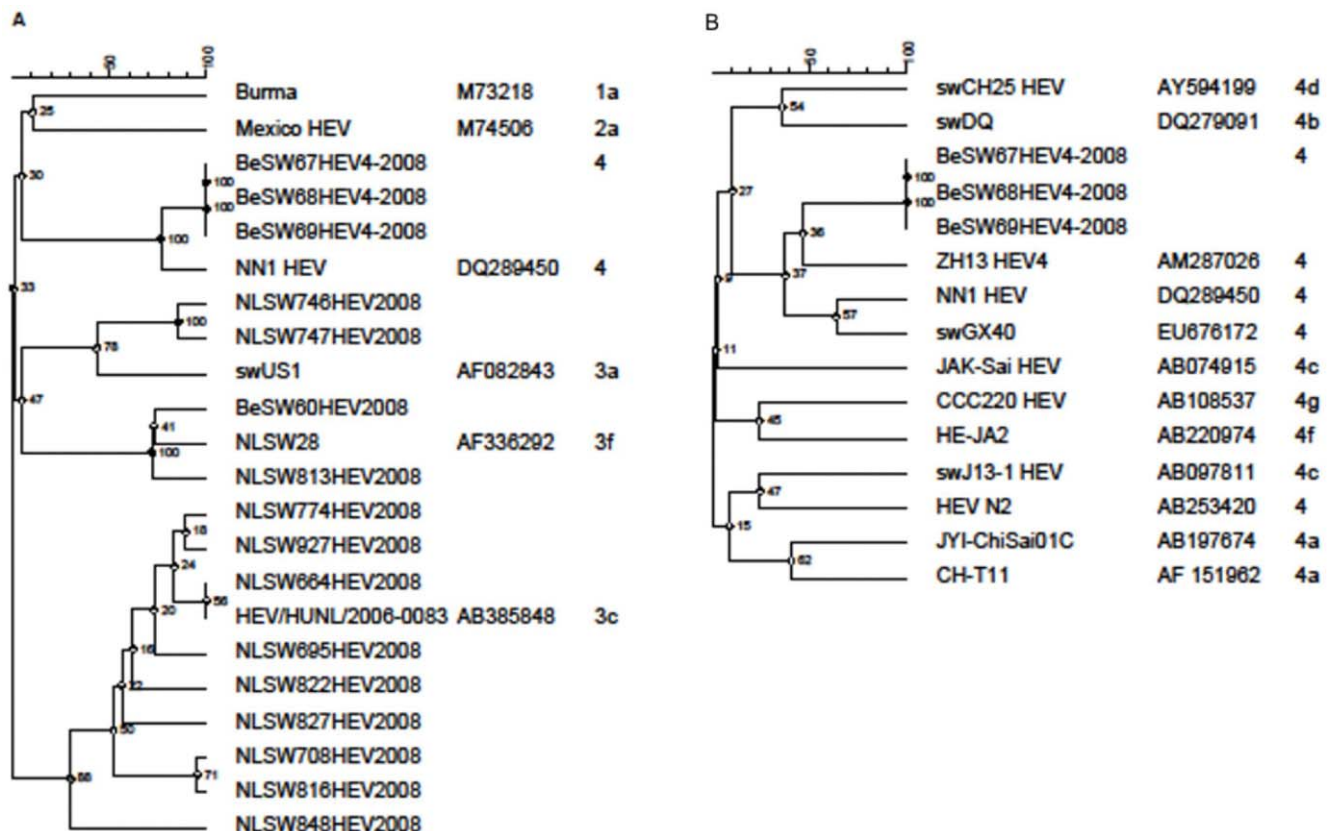 A
50
100
Burma M73218 1a
25
Mexico HEV M74506 2a
BeSW67HEV4-2008 4
30
100
BeSW68HEV4-2008
100
BeSW69HEV4-2008
100
NN1 HEV DQ289450 4
33
NLSW746HEV2008
100
NLSW747HEV2008
78
swUS1 AF082843 3a
47
BeSW60HEV2008
41
NLSW28 AF336292 3f
100
NLSW813HEV2008
NLSW774HEV2008
18
NLSW927HEV2008
24
NLSW664HEV2008
56
20
HEV/HUNL/2006-0083 AB385848 3c
16
NLSW695HEV2008
NLSW822HEV2008
NLSW827HEV2008
50
NLSW708HEV2008
71
NLSW816HEV2008
NLSW848HEV2008
B
50
100
swCH25 HEV AY594199 4d
54
swDQ DQ279091 4b
BeSW67HEV4-2008 4
100
27
BeSW68HEV4-2008
100
BeSW69HEV4-2008
36
ZH13 HEV4 AM287026 4
37
9
NN1 HEV DQ289450 4
57
swGX40 EU676172 4
11
JAK-Sai HEV AB074915 4c
CCC220 HEV AB108537 4g
45
HE-JA2 AB220974 4f
swJ13-1 HEV AB097811 4c
47
HEV N2 AB253420 4
15
JYI-ChiSai01C AB197674 4a
62
CH-T11 AF 151962 4a